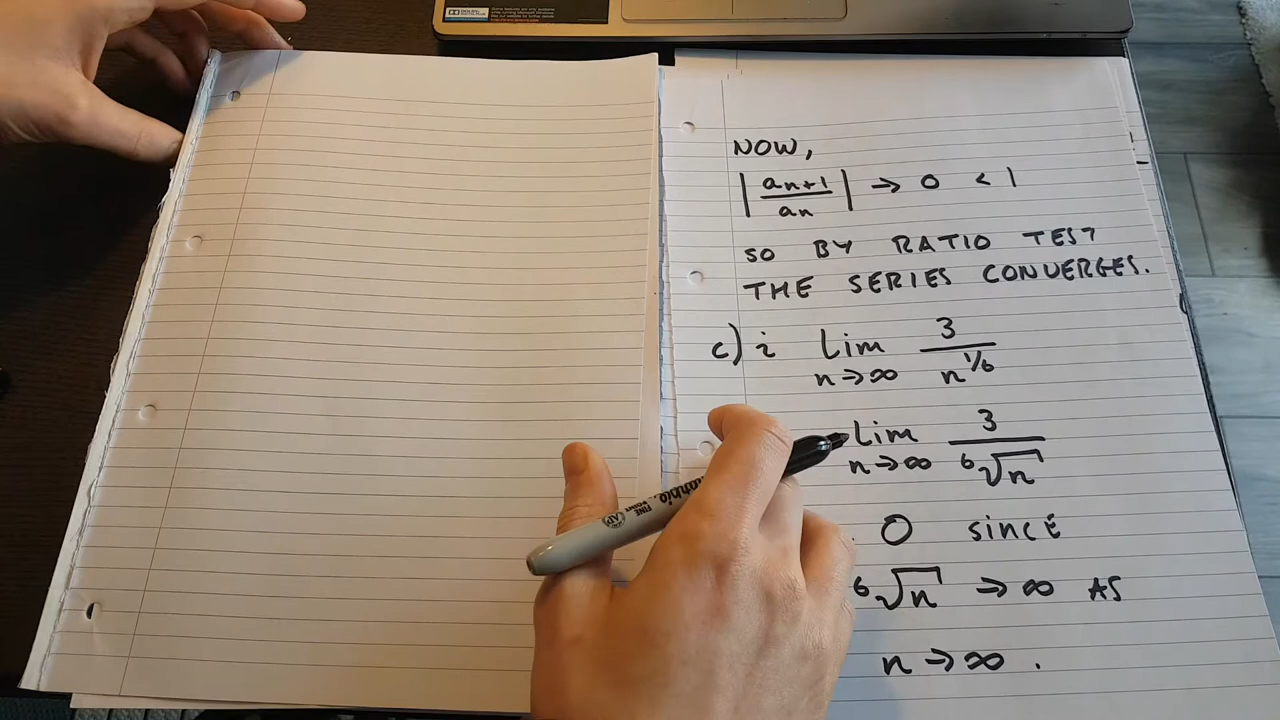 NOW,
|an+1/an| → 0 < 1
SO BY RATIO TEST
THE SERIES CONVERGES.
c) i Lim n→∞ 3/n^1/6
Lim n→∞ 3/⁶√n
0 since
⁶√n → ∞ AS
n → ∞ .
FINE